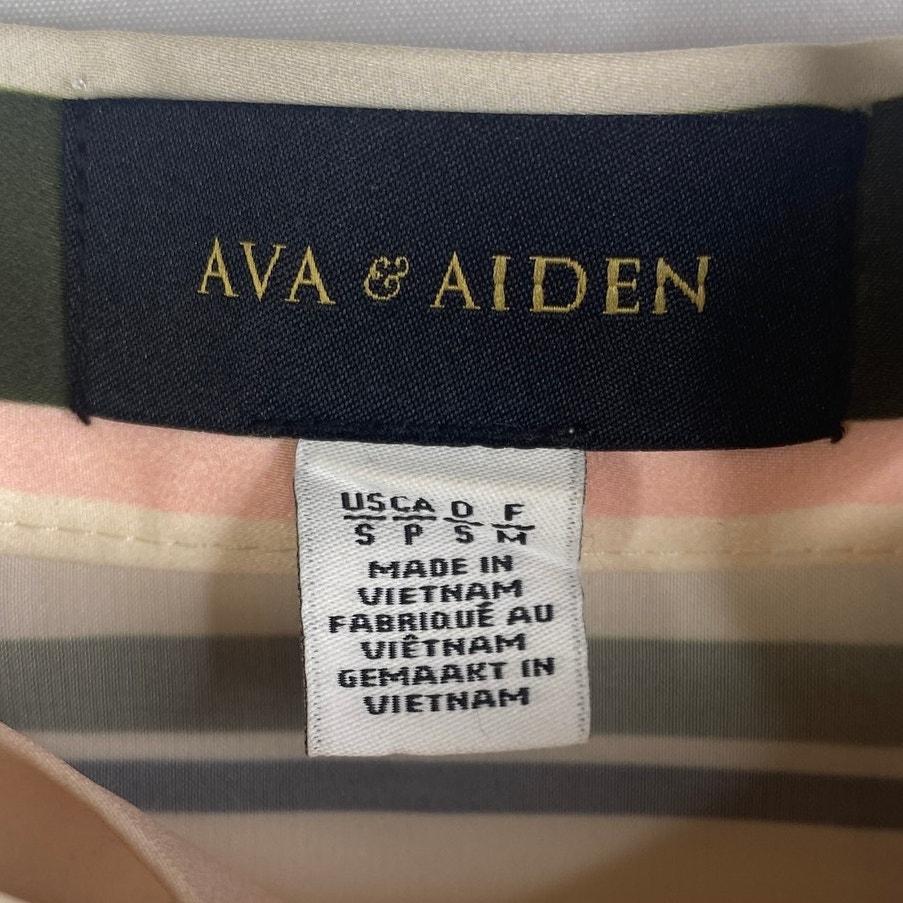 AVA & AIDEN
US CA D F
S P S M
MADE IN
VIETNAM
FABRIQUÉ AU
VIÊTNAM
GEMAAKT IN
VIETNAM